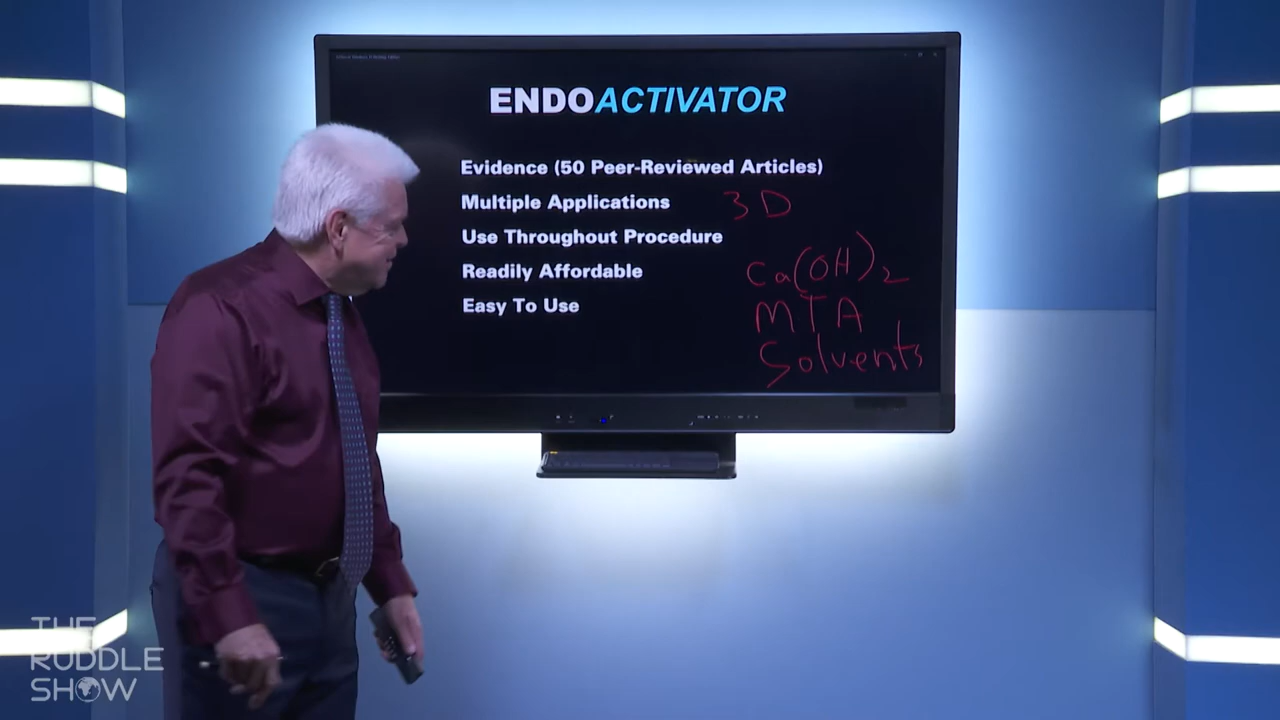 ENDOACTIVATOR
Evidence (50 Peer-Reviewed Articles)
Multiple Applications 3D
Use Throughout Procedure
Readily Affordable Ca(OH)2
Easy To Use MTA
Solvents
THE
RUDDLE
SHOW